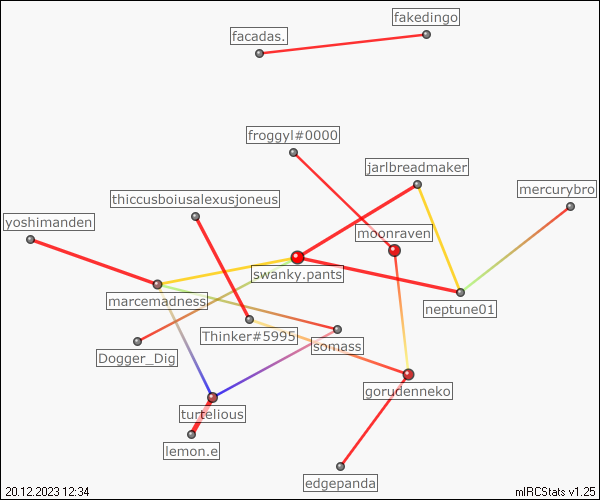 fakedingo
facadas.
froggyl#0000
jarlbreadmaker
mercurybro
thiccusboiusalexusjoneus
yoshimanden
moonraven
swanky.pants
marcemadness
neptune01
Thinker#5995
somass
Dogger_Dig
gorudenneko
turtelious
lemon.e
edgepanda
20.12.2023 12:34
mIRCStats v1.25